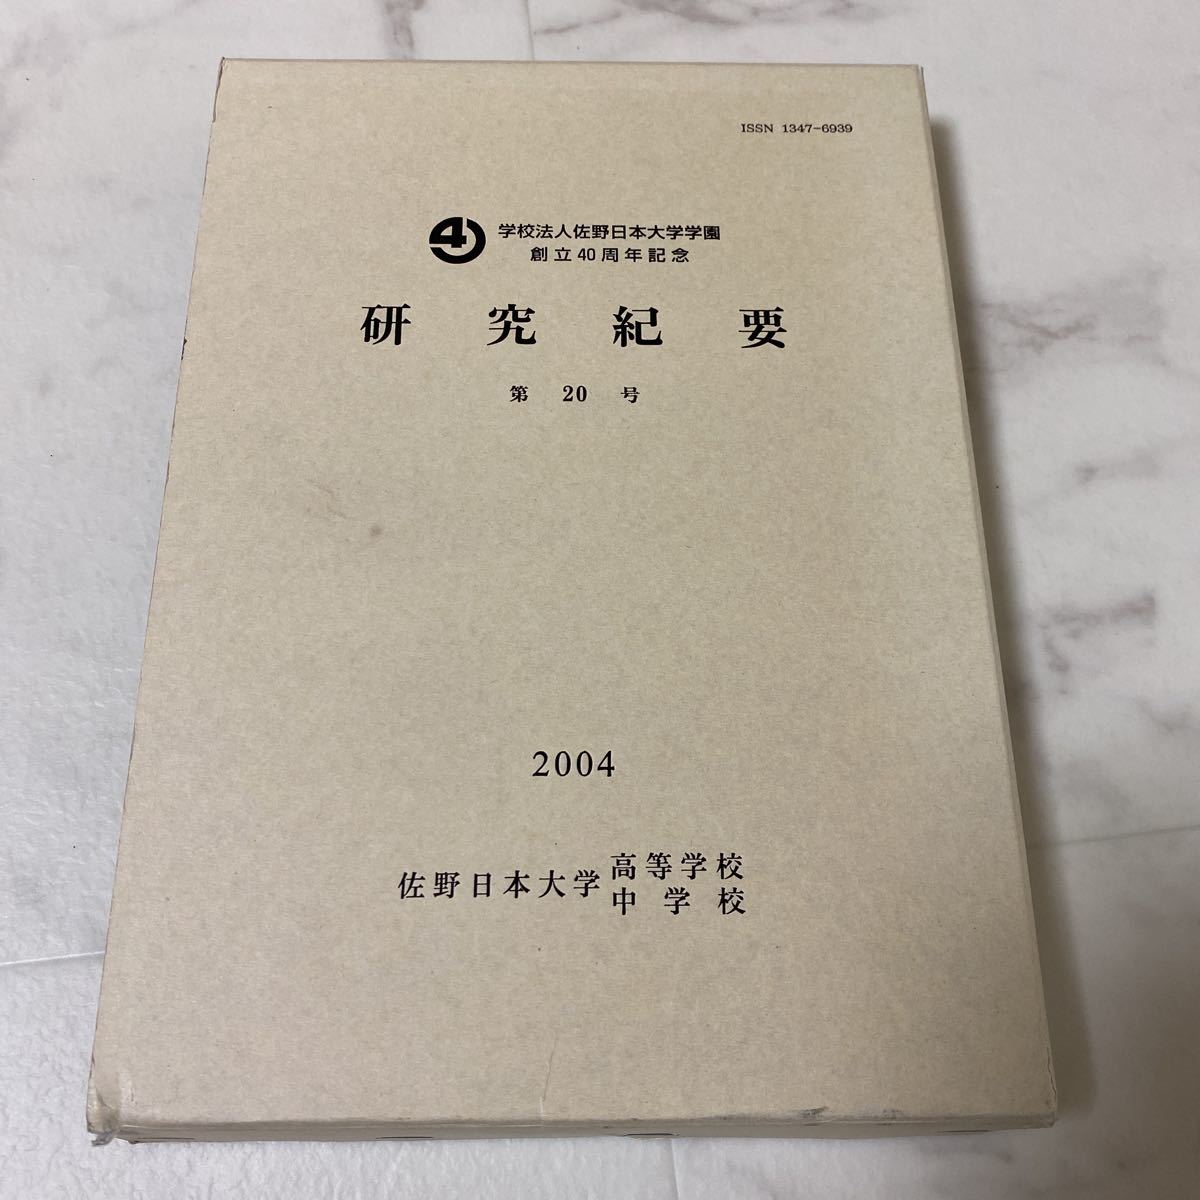 ISSN 1347-6939
40 学校法人佐野日本大学学園
創立40周年記念
研究紀要
第 20 号
2004
佐野日本大学 高等学校
中学校